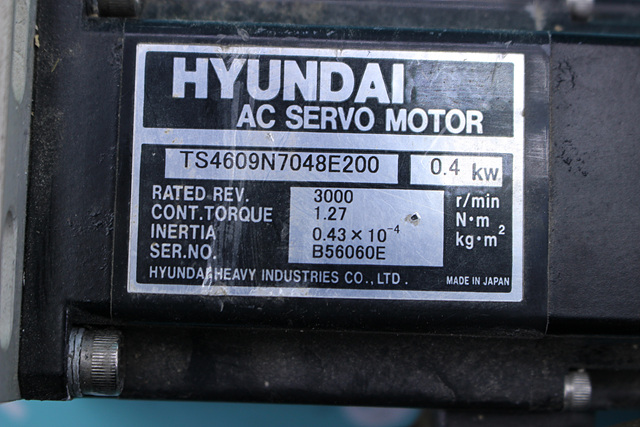 HYUNDAI
AC SERVO MOTOR
TS4609N7048E200 0.4 kw
RATED REV. 3000 r/min
CONT.TORQUE 1.27 N·m
INERTIA 0.43×10⁻⁴ kg·m²
SER.NO. B56060E
HYUNDAI HEAVY INDUSTRIES CO., LTD. MADE IN JAPAN